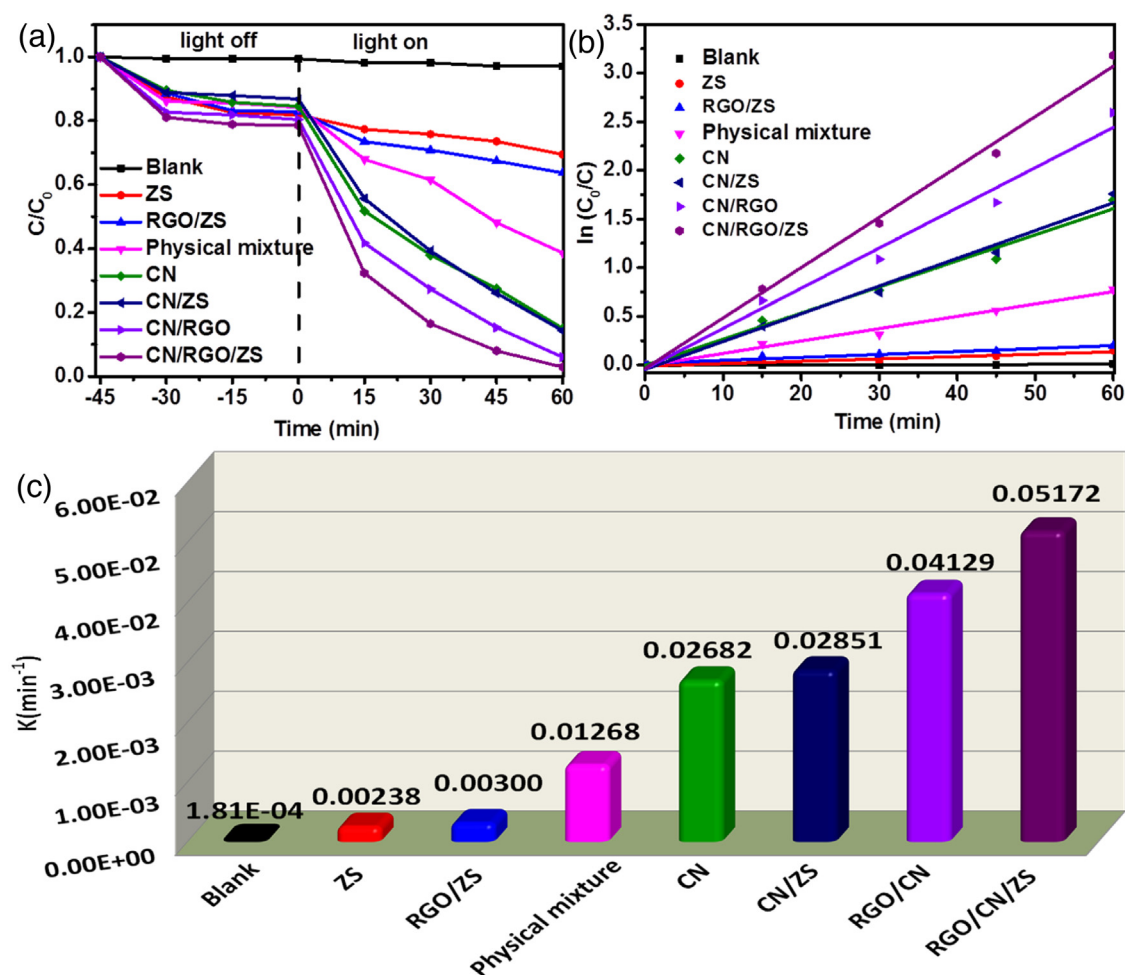 (a)
light off
light on
1.0
0.8
0.6
0.4
0.2
0.0
C/C0
Blank
ZS
RGO/ZS
Physical mixture
CN
CN/ZS
CN/RGO
CN/RGO/ZS
-45 -30 -15 0 15 30 45 60
Time (min)
(b)
3.5
3.0
2.5
2.0
1.5
1.0
0.5
0.0
ln (C0/C)
Blank
ZS
RGO/ZS
Physical mixture
CN
CN/ZS
CN/RGO
CN/RGO/ZS
0 10 20 30 40 50 60
Time (min)
(c)
6.00E-02
5.00E-02
4.00E-02
3.00E-03
2.00E-03
1.00E-03
0.00E+00
K(min-1)
1.81E-04
0.00238
0.00300
0.01268
0.02682
0.02851
0.04129
0.05172
Blank
ZS
RGO/ZS
Physical mixture
CN
CN/ZS
RGO/CN
RGO/CN/ZS